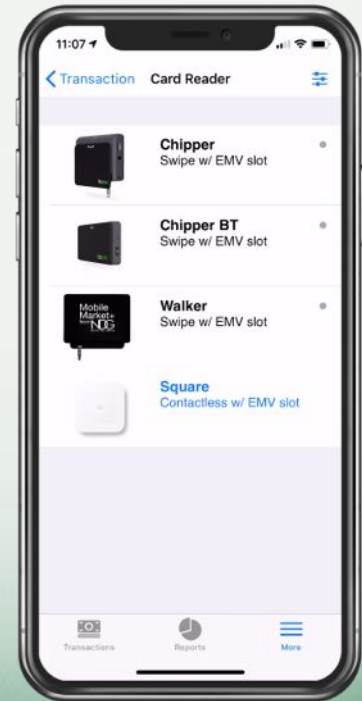 11:07
Transaction
Card Reader
Chipper
Swipe w/ EMV slot
Chipper BT
Swipe w/ EMV slot
Mobile
Market+
NDG
Walker
Swipe w/ EMV slot
Square
Contactless w/ EMV slot
Transactions
Reports
More